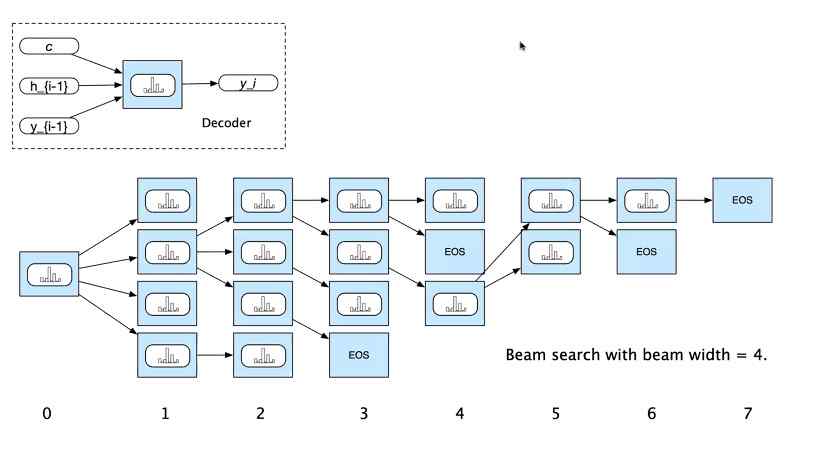 c
h_{i-1}
y_i
y_{i-1}
Decoder
EOS
EOS
EOS
EOS
Beam search with beam width = 4.
0 1 2 3 4 5 6 7